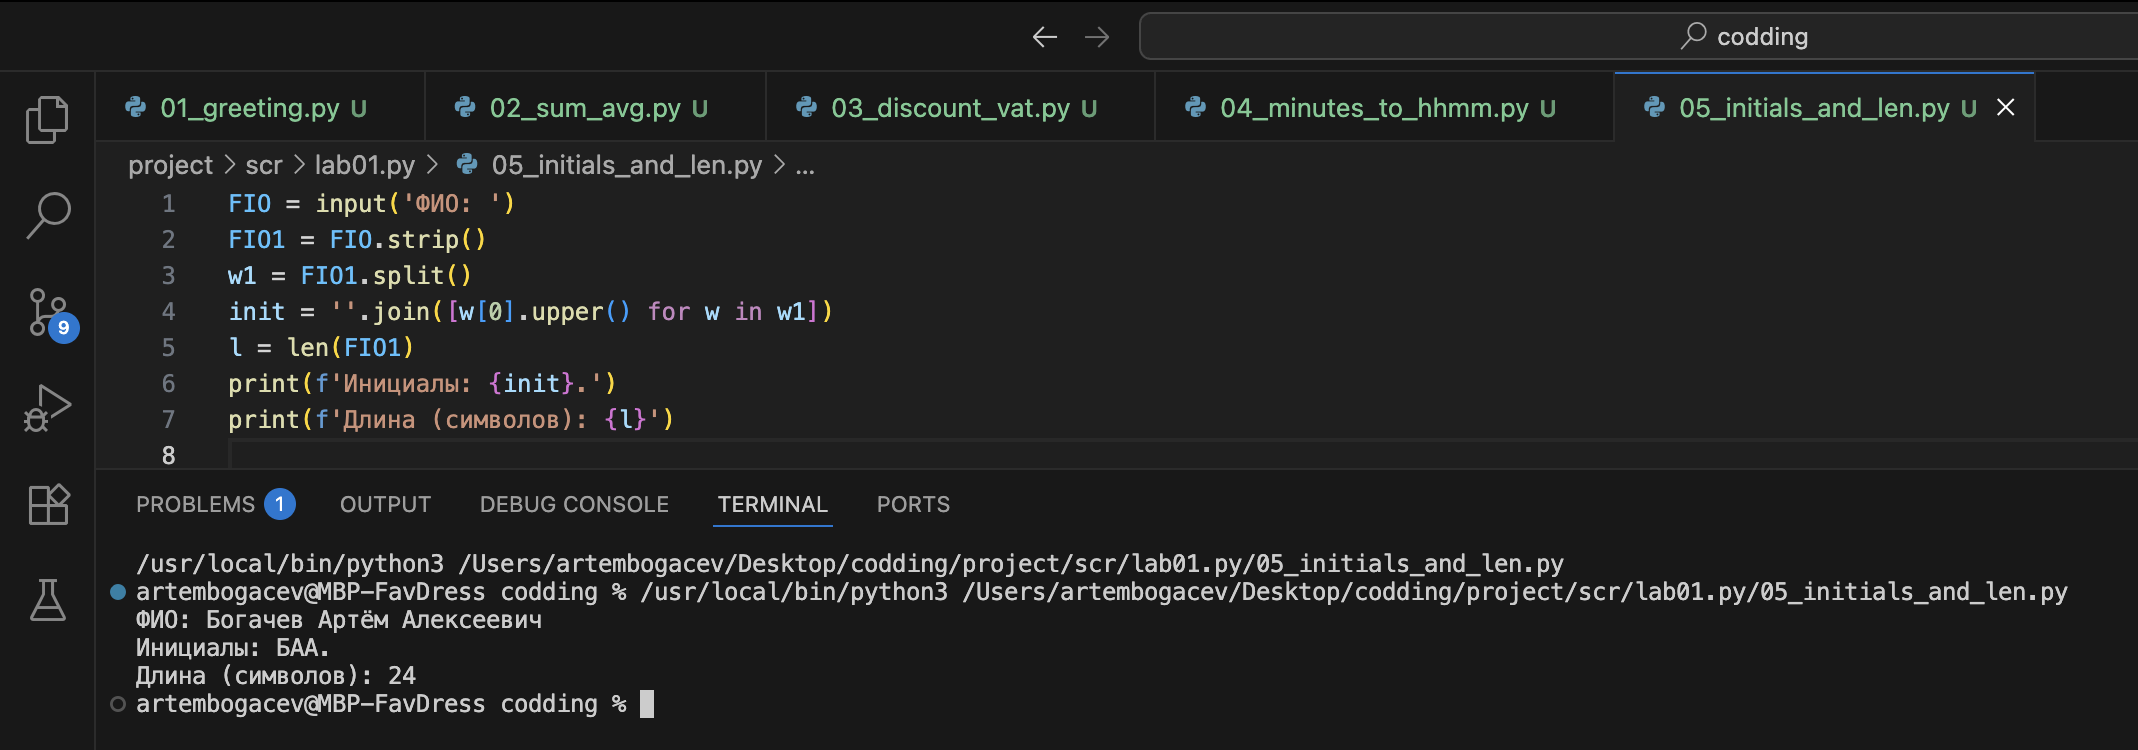 codding
01_greeting.py U 02_sum_avg.py U 03_discount_vat.py U 04_minutes_to_hhmm.py U 05_initials_and_len.py U
project > scr > lab01.py > 05_initials_and_len.py > ...
1 FIO = input('ФИО: ')
2 FIO1 = FIO.strip()
3 w1 = FIO1.split()
4 init = ''.join([w[0].upper() for w in w1])
5 l = len(FIO1)
6 print(f'Инициалы: {init}.')
7 print(f'Длина (символов): {l}')
8
9
PROBLEMS 1 OUTPUT DEBUG CONSOLE TERMINAL PORTS
/usr/local/bin/python3 /Users/artembogacev/Desktop/codding/project/scr/lab01.py/05_initials_and_len.py
artembogacev@MBP-FavDress codding % /usr/local/bin/python3 /Users/artembogacev/Desktop/codding/project/scr/lab01.py/05_initials_and_len.py
ФИО: Богачев Артём Алексеевич
Инициалы: БАА.
Длина (символов): 24
artembogacev@MBP-FavDress codding %